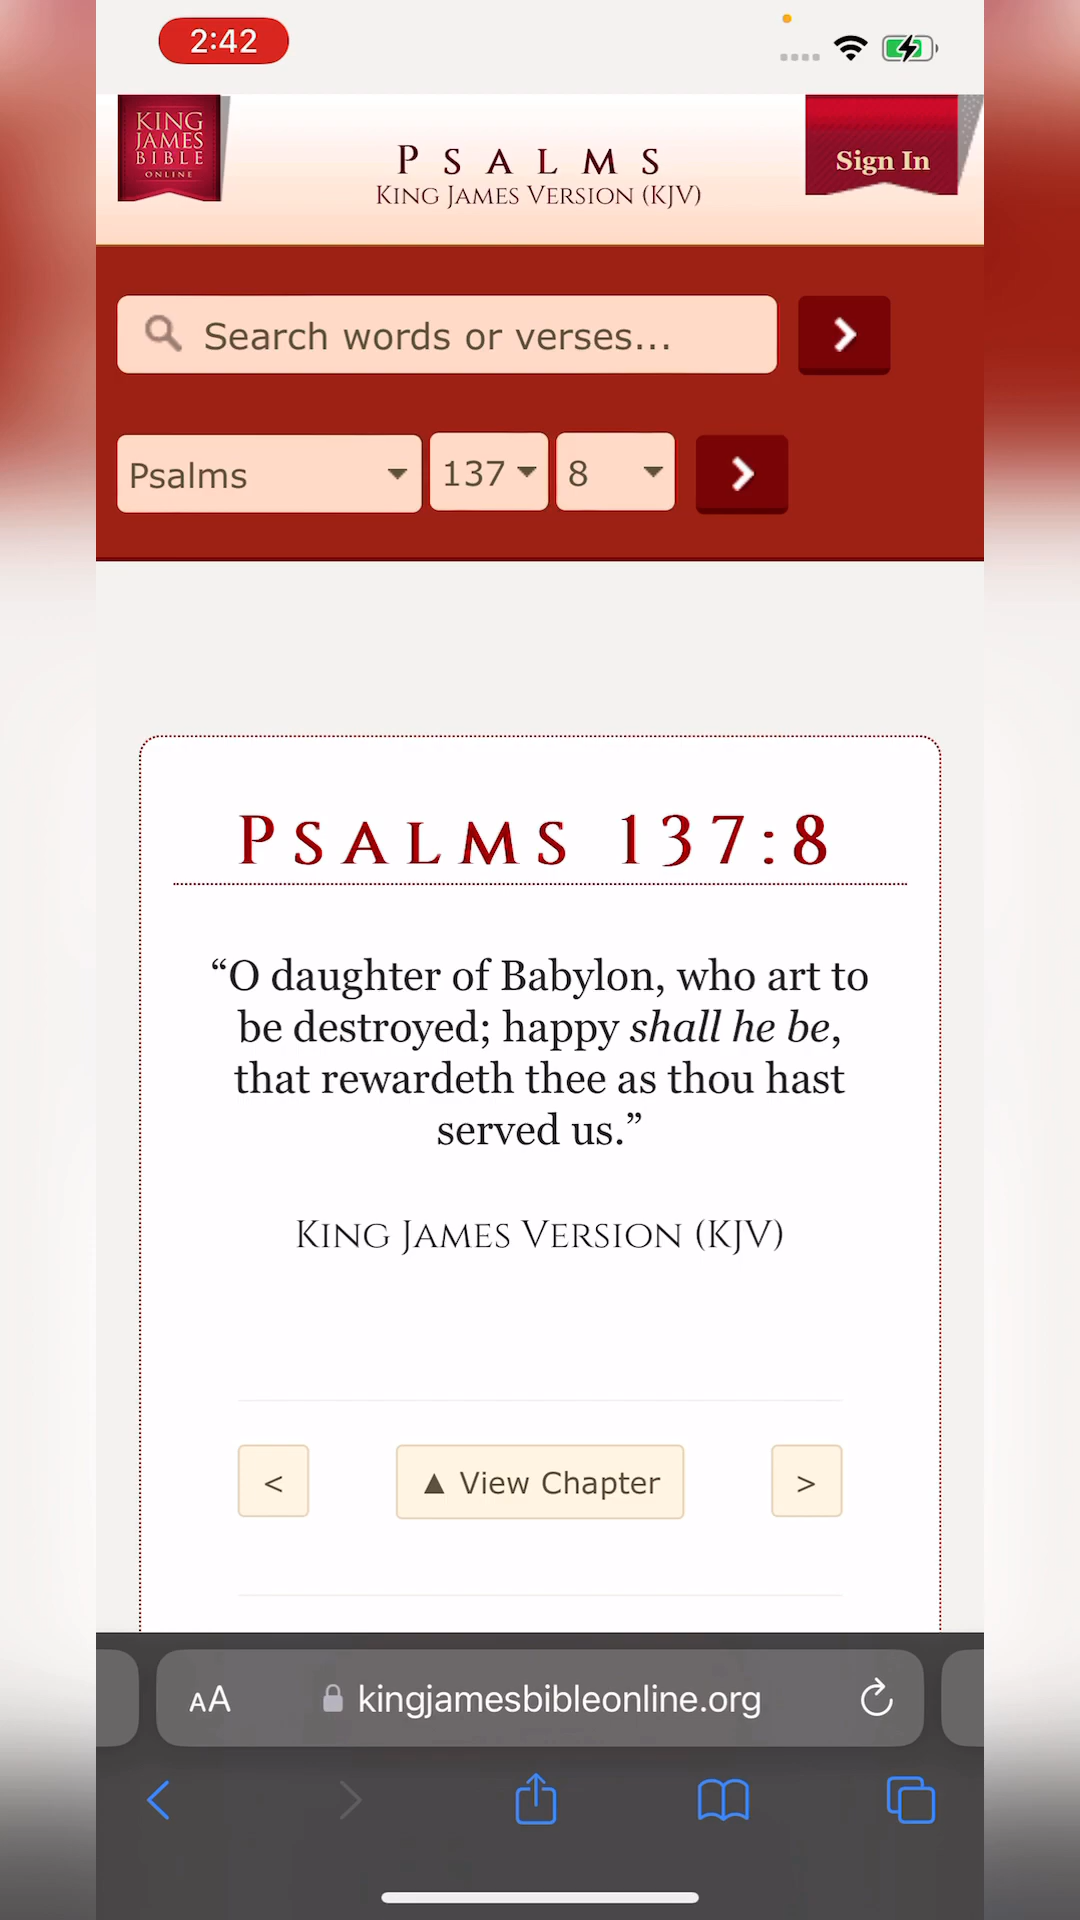 2:42
KING
JAMES
BIBLE
ONLINE
PSALMS
KING JAMES VERSION (KJV)
Sign In
Search words or verses...
Psalms
137
8
PSALMS 137:8
“O daughter of Babylon, who art to
be destroyed; happy shall he be,
that rewardeth thee as thou hast
served us.”
KING JAMES VERSION (KJV)
<
▲ View Chapter
>
AA
kingjamesbibleonline.org